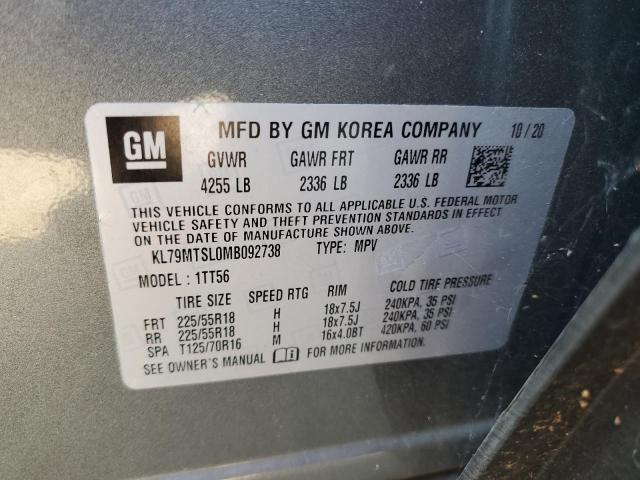 GM
MFD BY GM KOREA COMPANY 10/20
GVWR GAWR FRT GAWR RR
4255 LB 2336 LB 2336 LB
THIS VEHICLE CONFORMS TO ALL APPLICABLE U.S. FEDERAL MOTOR
VEHICLE SAFETY AND THEFT PREVENTION STANDARDS IN EFFECT
ON THE DATE OF MANUFACTURE SHOWN ABOVE.
KL79MTSL0MB092738 TYPE: MPV
MODEL: 1TT56
TIRE SIZE SPEED RTG RIM COLD TIRE PRESSURE
FRT 225/55R18 H 18x7.5J 240KPA, 35 PSI
RR 225/55R18 H 18x7.5J 240KPA, 35 PSI
SPA T125/70R16 M 16x4.0BT 420KPA, 60 PSI
SEE OWNER'S MANUAL FOR MORE INFORMATION.